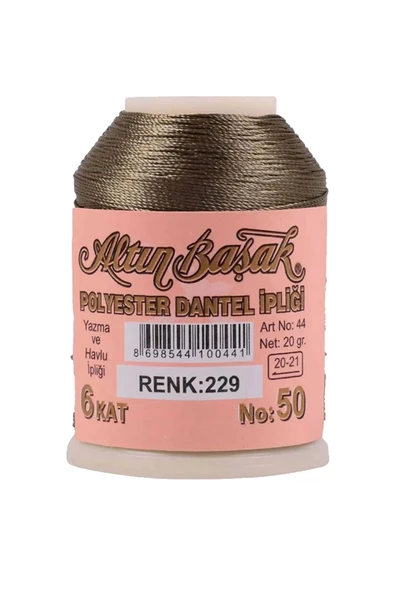 Altın Başak
POLYESTER DANTEL İPLİĞİ
Yazma
ve
Havlu
İpliği
8 698544 100441
Art No: 44
Net: 20 gr.
20-21
RENK:229
6 KAT
No: 50